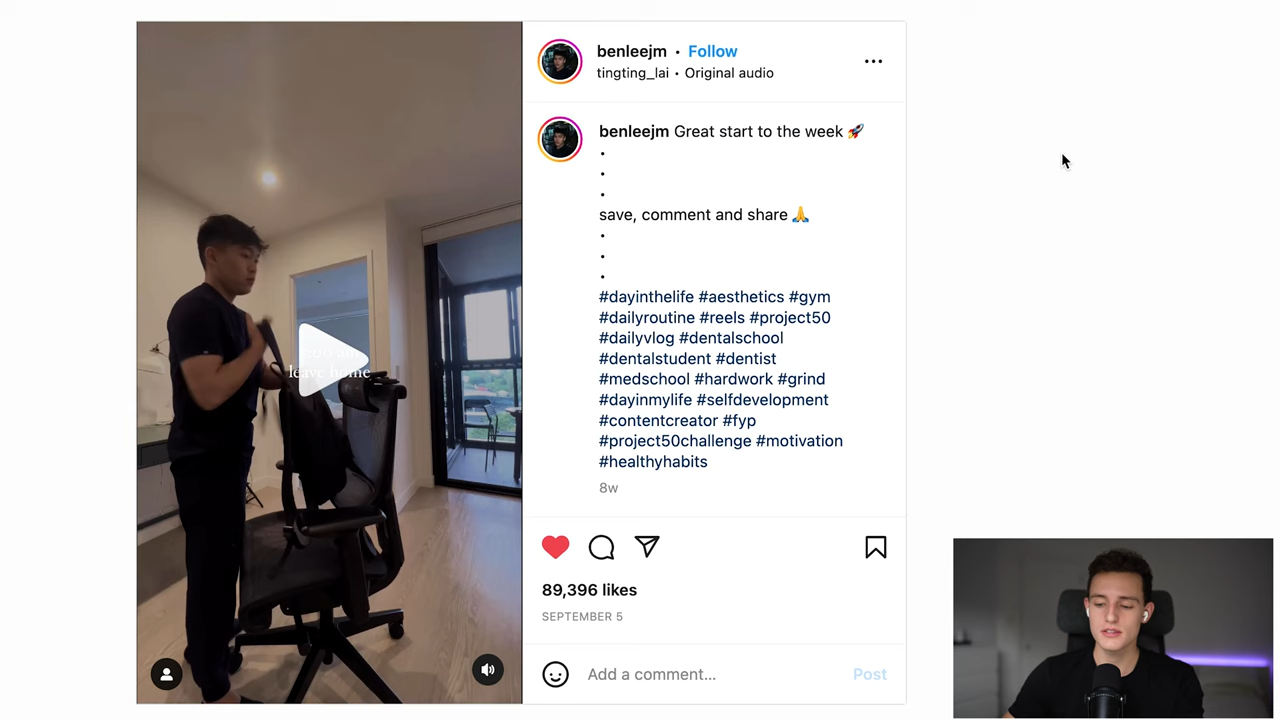 leave home
benleejm • Follow
tingting_lai • Original audio
benleejm Great start to the week 🚀
•
•
•
save, comment and share 🙏
•
•
•
#dayinthelife #aesthetics #gym
#dailyroutine #reels #project50
#dailyvlog #dentalschool
#dentalstudent #dentist
#medschool #hardwork #grind
#dayinmylife #selfdevelopment
#contentcreator #fyp
#project50challenge #motivation
#healthyhabits
8w
89,396 likes
SEPTEMBER 5
Add a comment...
Post